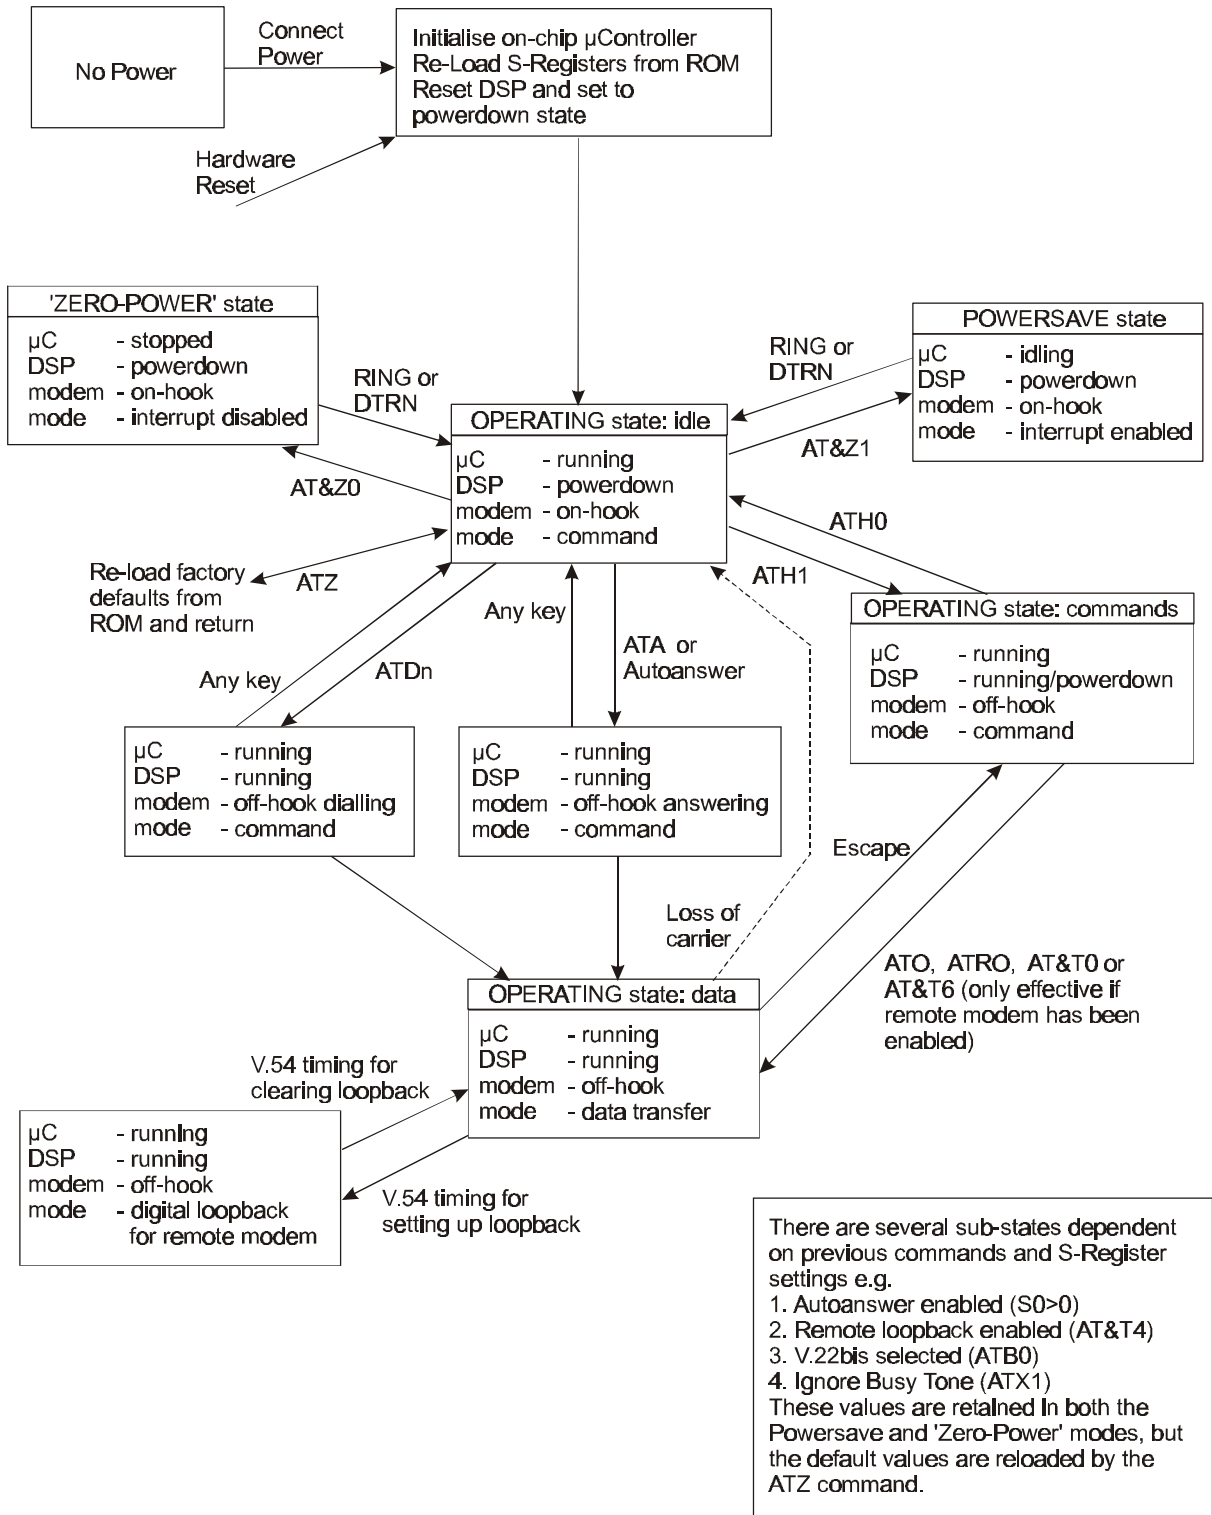 No Power
Connect
Power
Initialise on-chip µController
Re-Load S-Registers from ROM
Reset DSP and set to
powerdown state
Hardware
Reset
'ZERO-POWER' state
µC - stopped
DSP - powerdown
modem - on-hook
mode - interrupt disabled
RING or
DTRN
AT&Z0
POWERSAVE state
µC - idling
DSP - powerdown
modem - on-hook
mode - interrupt enabled
RING or
DTRN
AT&Z1
OPERATING state: idle
µC - running
DSP - powerdown
modem - on-hook
mode - command
ATH0
ATH1
Re-load factory
defaults from
ROM and return
ATZ
Any key
ATDn
Any key
ATA or
Autoanswer
OPERATING state: commands
µC - running
DSP - running/powerdown
modem - off-hook
mode - command
µC - running
DSP - running
modem - off-hook dialling
mode - command
µC - running
DSP - running
modem - off-hook answering
mode - command
Escape
Loss of
carrier
ATO, ATRO, AT&T0 or
AT&T6 (only effective if
remote modem has been
enabled)
OPERATING state: data
µC - running
DSP - running
modem - off-hook
mode - data transfer
V.54 timing for
clearing loopback
µC - running
DSP - running
modem - off-hook
mode - digital loopback
for remote modem
V.54 timing for
setting up loopback
There are several sub-states dependent
on previous commands and S-Register
settings e.g.
1. Autoanswer enabled (S0>0)
2. Remote loopback enabled (AT&T4)
3. V.22bis selected (ATB0)
4. Ignore Busy Tone (ATX1)
These values are retained in both the
Powersave and 'Zero-Power' modes, but
the default values are reloaded by the
ATZ command.